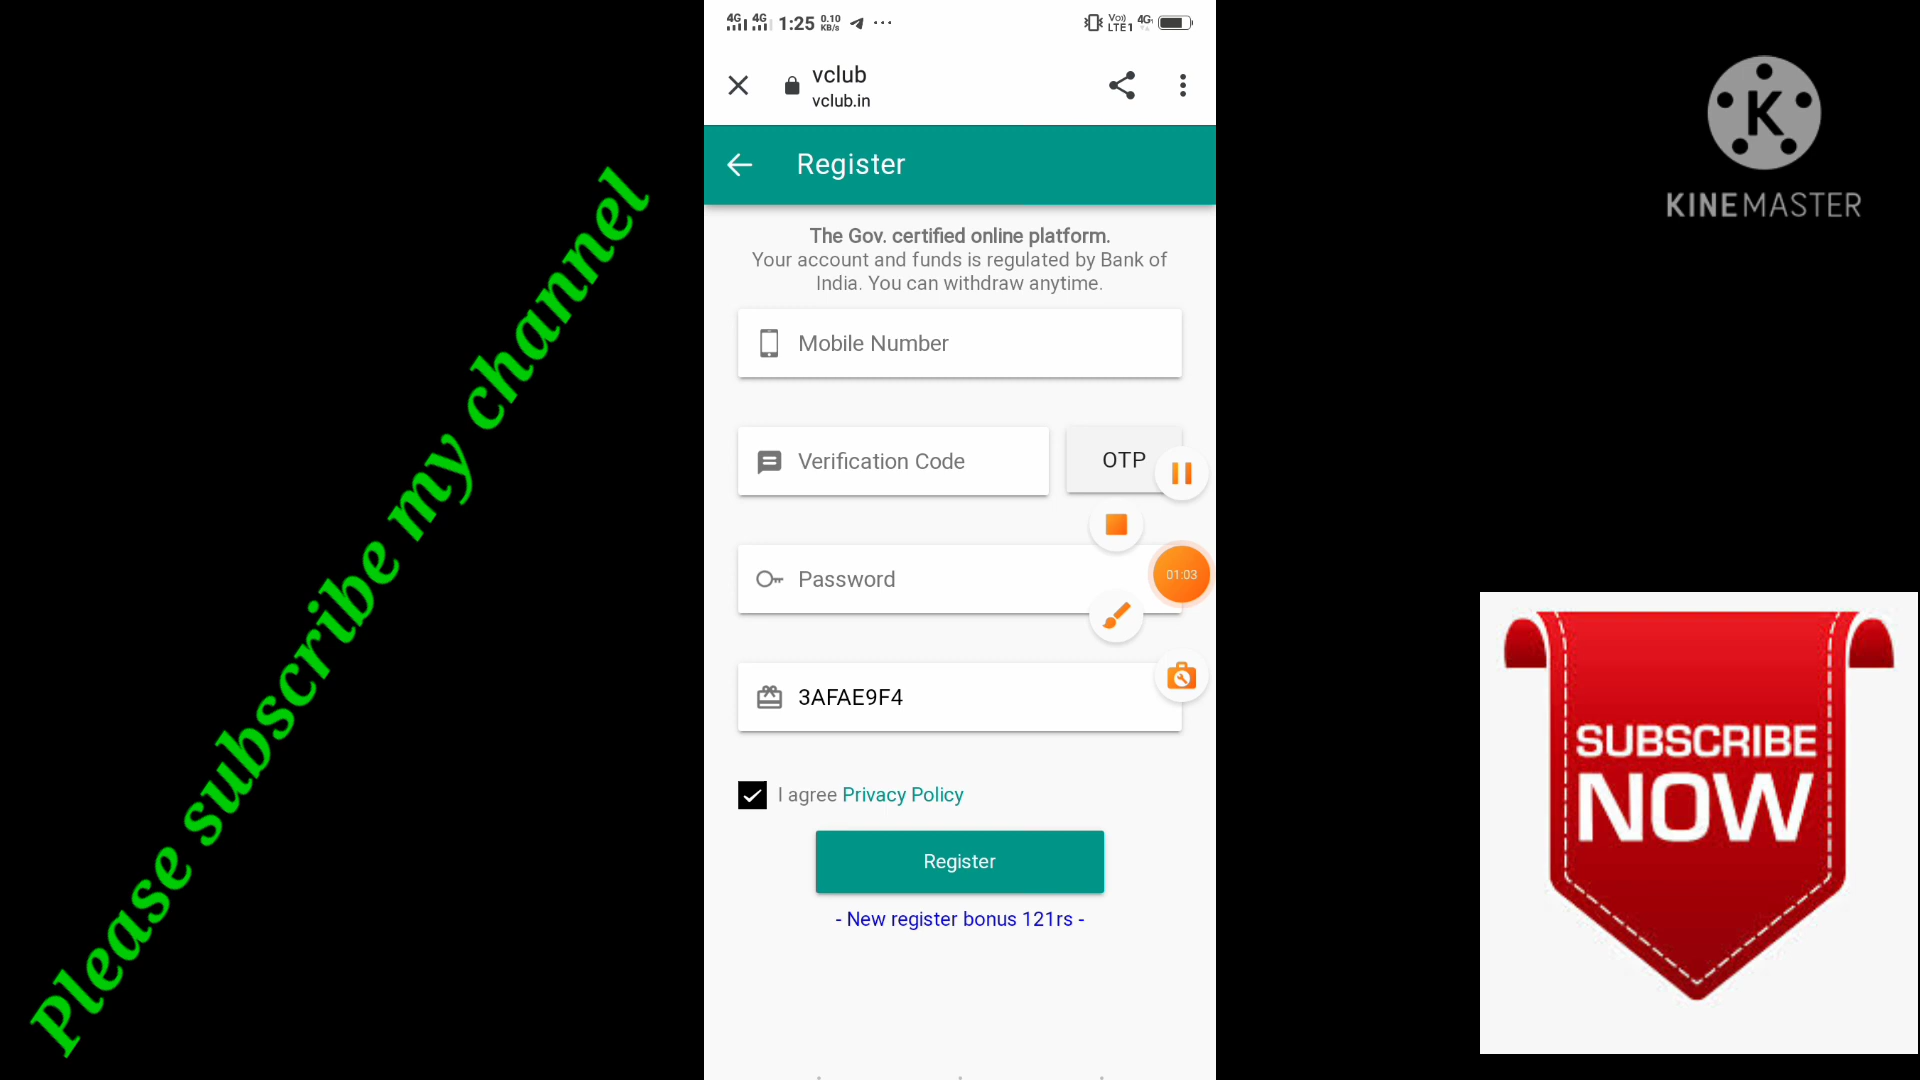 4G 4G 1:25 0.10 KB/s ...
Vo) LTE1 4G
vclub
vclub.in
Register
The Gov. certified online platform.
Your account and funds is regulated by Bank of
India. You can withdraw anytime.
Mobile Number
Verification Code
OTP
Password
01:03
3AFAE9F4
I agree Privacy Policy
Register
- New register bonus 121rs -
Please subscribe my channel
K
KINEMASTER
SUBSCRIBE
NOW